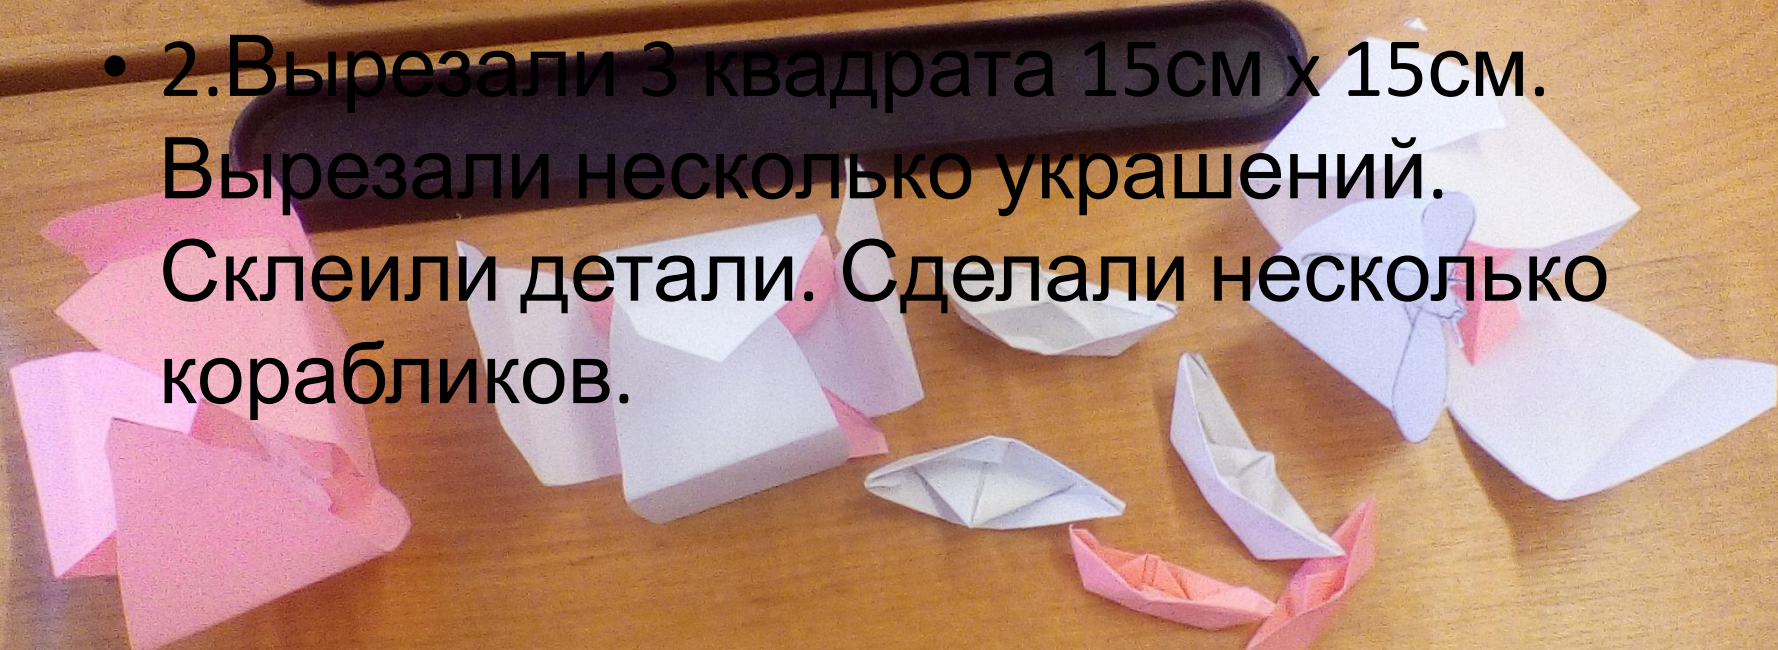 • 2.Вырезали 3 квадрата 15см х 15см.
Вырезали несколько украшений.
Склеили детали. Сделали несколько
корабликов.